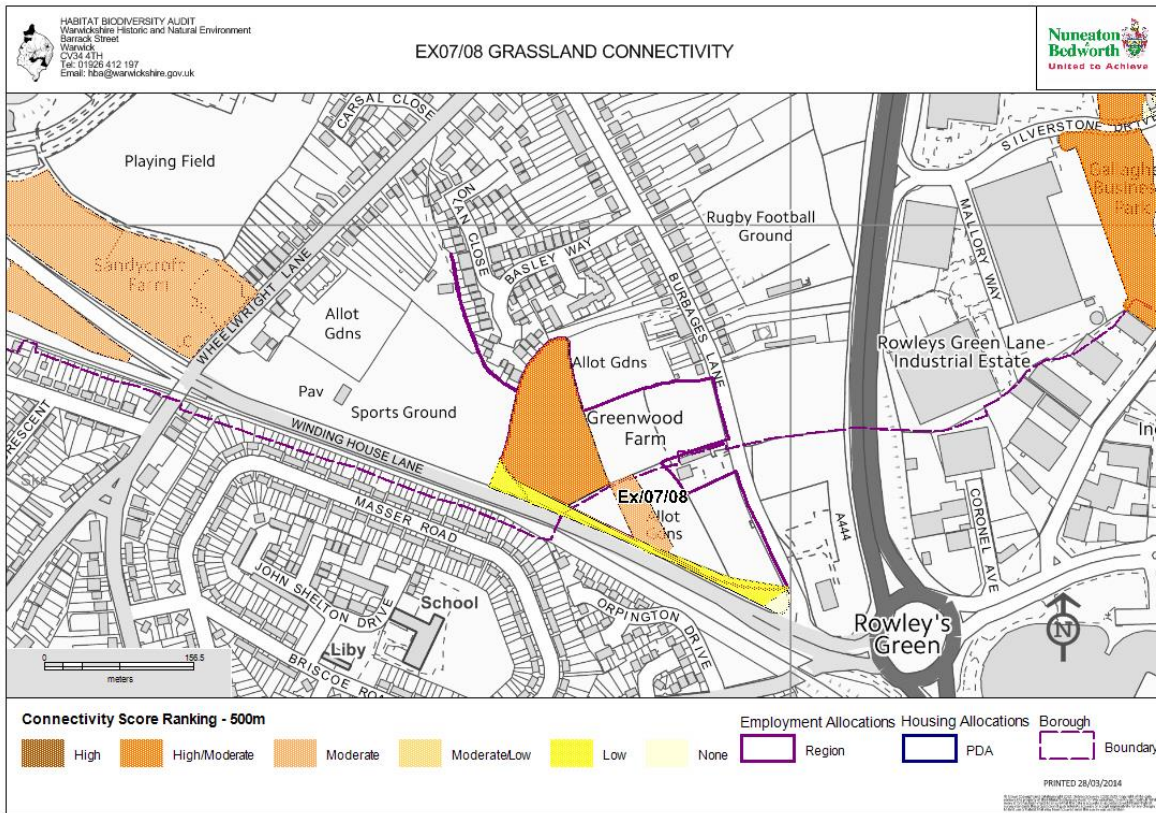 HABITAT BIODIVERSITY AUDIT
Warwickshire Historic and Natural Environment
Barrack Street
Warwick
CV34 4TH
Tel: 01926 412 197
Email: hba@warwickshire.gov.uk
EX07/08 GRASSLAND CONNECTIVITY
Nuneaton
&
Bedworth
United to Achieve
CARSAL CLOSE
Playing Field
SILVERSTONE DRIVE
Business
Park
Rugby Football
Ground
MALLORY WAY
CLOSE
BASLEY WAY
BURBAGES LANE
Sandycroft
Farm
WHEELWRIGHT LANE
Allot
Gdns
Rowleys Green Lane
Industrial Estate
Allot Gdns
Pav
Sports Ground
Greenwood
Farm
WINDING HOUSE LANE
CRESCENT
Ex/07/08
Allot
Gdns
MASSER ROAD
A444
CORONEL AVE
JOHN SHELTON DRIVE
School
ORPINGTON DRIVE
Rowley's
Green
N
Liby
BRISCOE ROAD
0 156.5
meters
Connectivity Score Ranking - 500m
High
High/Moderate
Moderate
Moderate/Low
Low
None
Employment Allocations
Region
Housing Allocations
PDA
Borough
Boundary
PRINTED 28/03/2014